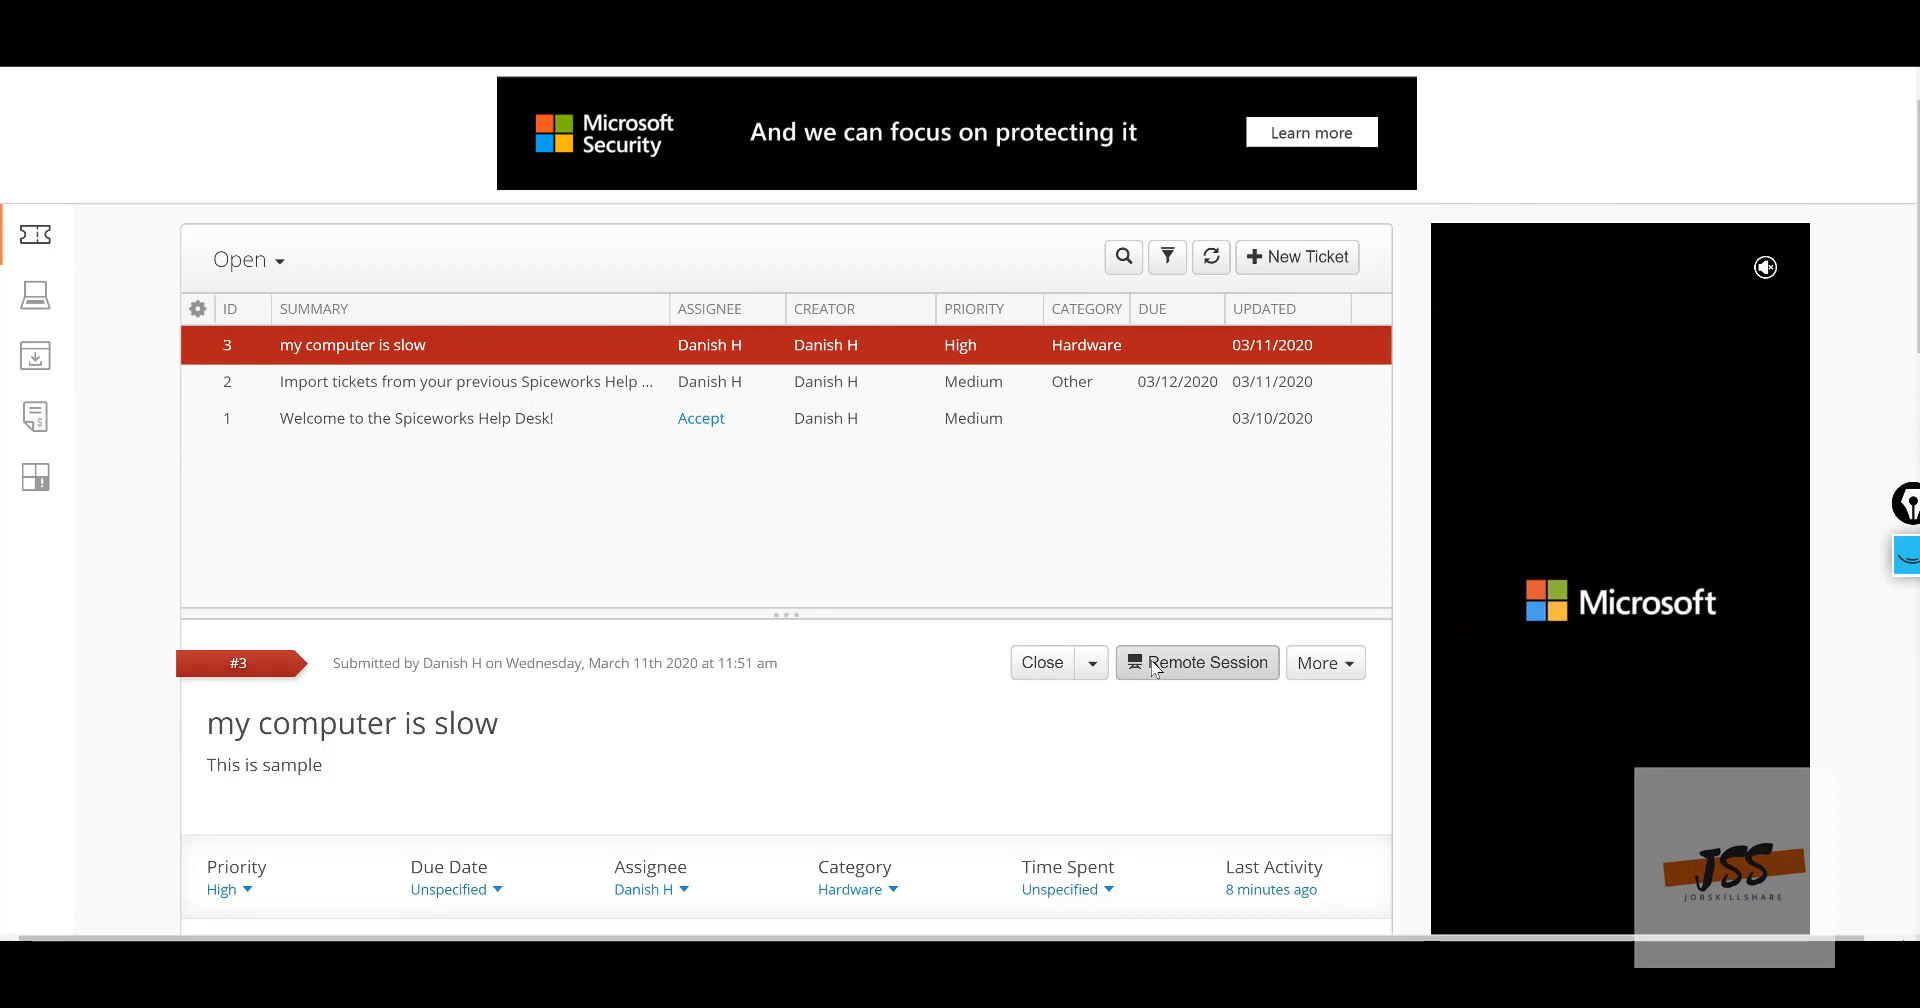 Microsoft
Security
And we can focus on protecting it
Learn more
Open
New Ticket
ID SUMMARY ASSIGNEE CREATOR PRIORITY CATEGORY DUE UPDATED
3 my computer is slow Danish H Danish H High Hardware 03/11/2020
2 Import tickets from your previous Spiceworks Help ... Danish H Danish H Medium Other 03/12/2020 03/11/2020
1 Welcome to the Spiceworks Help Desk! Accept Danish H Medium 03/10/2020
#3 Submitted by Danish H on Wednesday, March 11th 2020 at 11:51 am Close Remote Session More
my computer is slow
This is sample
Priority Due Date Assignee Category Time Spent Last Activity
High Unspecified Danish H Hardware Unspecified 8 minutes ago
Microsoft
JSS
JOBSKILLSHARE